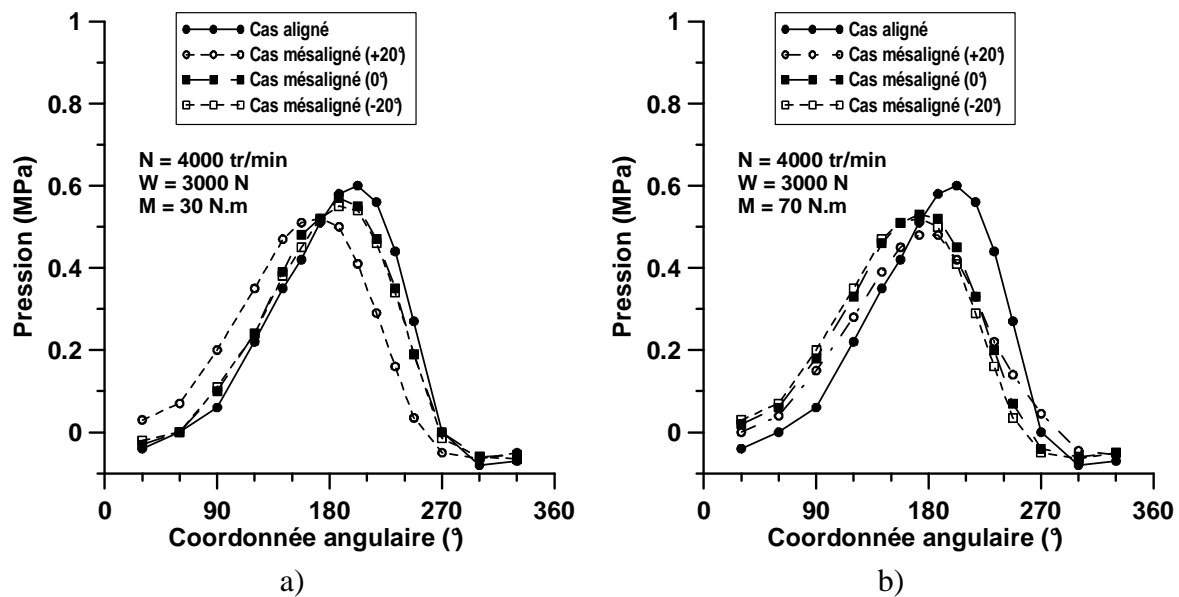 Cas aligné
Cas mésaligné (+20°)
Cas mésaligné (0°)
Cas mésaligné (-20°)
N = 4000 tr/min
W = 3000 N
M = 30 N.m
Pression (MPa)
1
0.8
0.6
0.4
0.2
0
0 90 180 270 360
Coordonnée angulaire (°)
a)
Cas aligné
Cas mésaligné (+20°)
Cas mésaligné (0°)
Cas mésaligné (-20°)
N = 4000 tr/min
W = 3000 N
M = 70 N.m
Pression (MPa)
1
0.8
0.6
0.4
0.2
0
0 90 180 270 360
Coordonnée angulaire (°)
b)